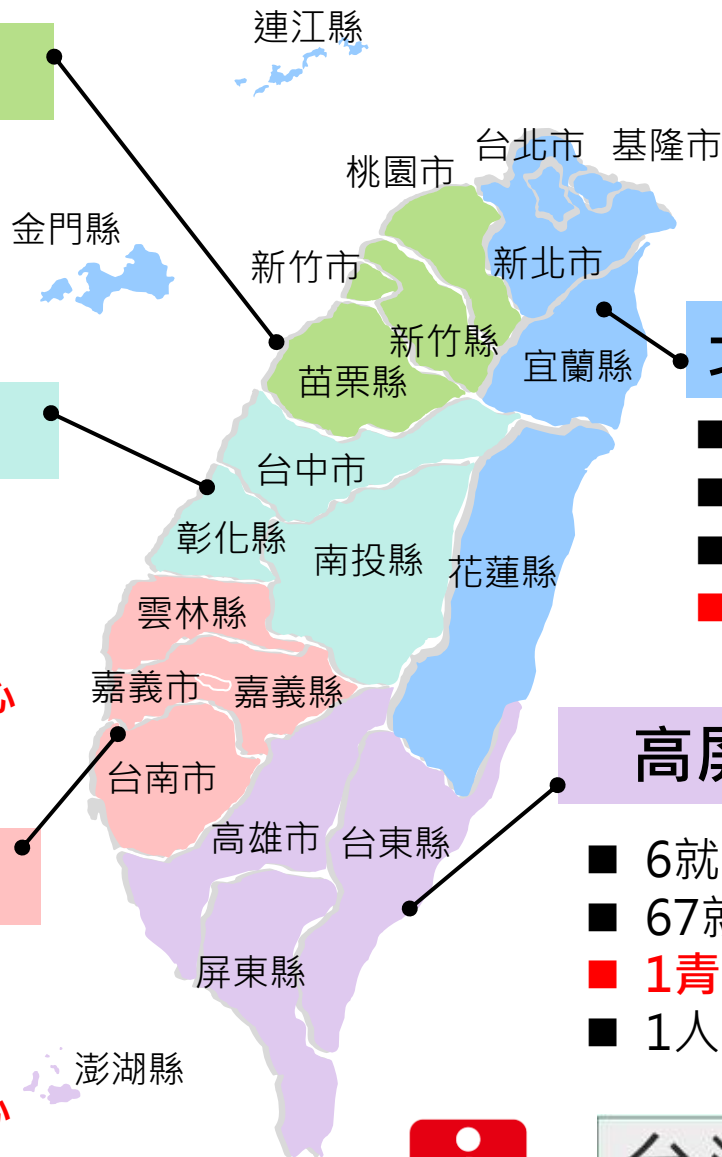 連江縣
台北市
基隆市
桃園市
金門縣
新竹市
新北市
新竹縣
宜蘭縣
苗栗縣
台中市
彰化縣
南投縣
花蓮縣
雲林縣
嘉義市
嘉義縣
台南市
高屏
高雄市
台東縣
■ 6就
■ 67就
■ 1青
■ 1人
屏東縣
澎湖縣